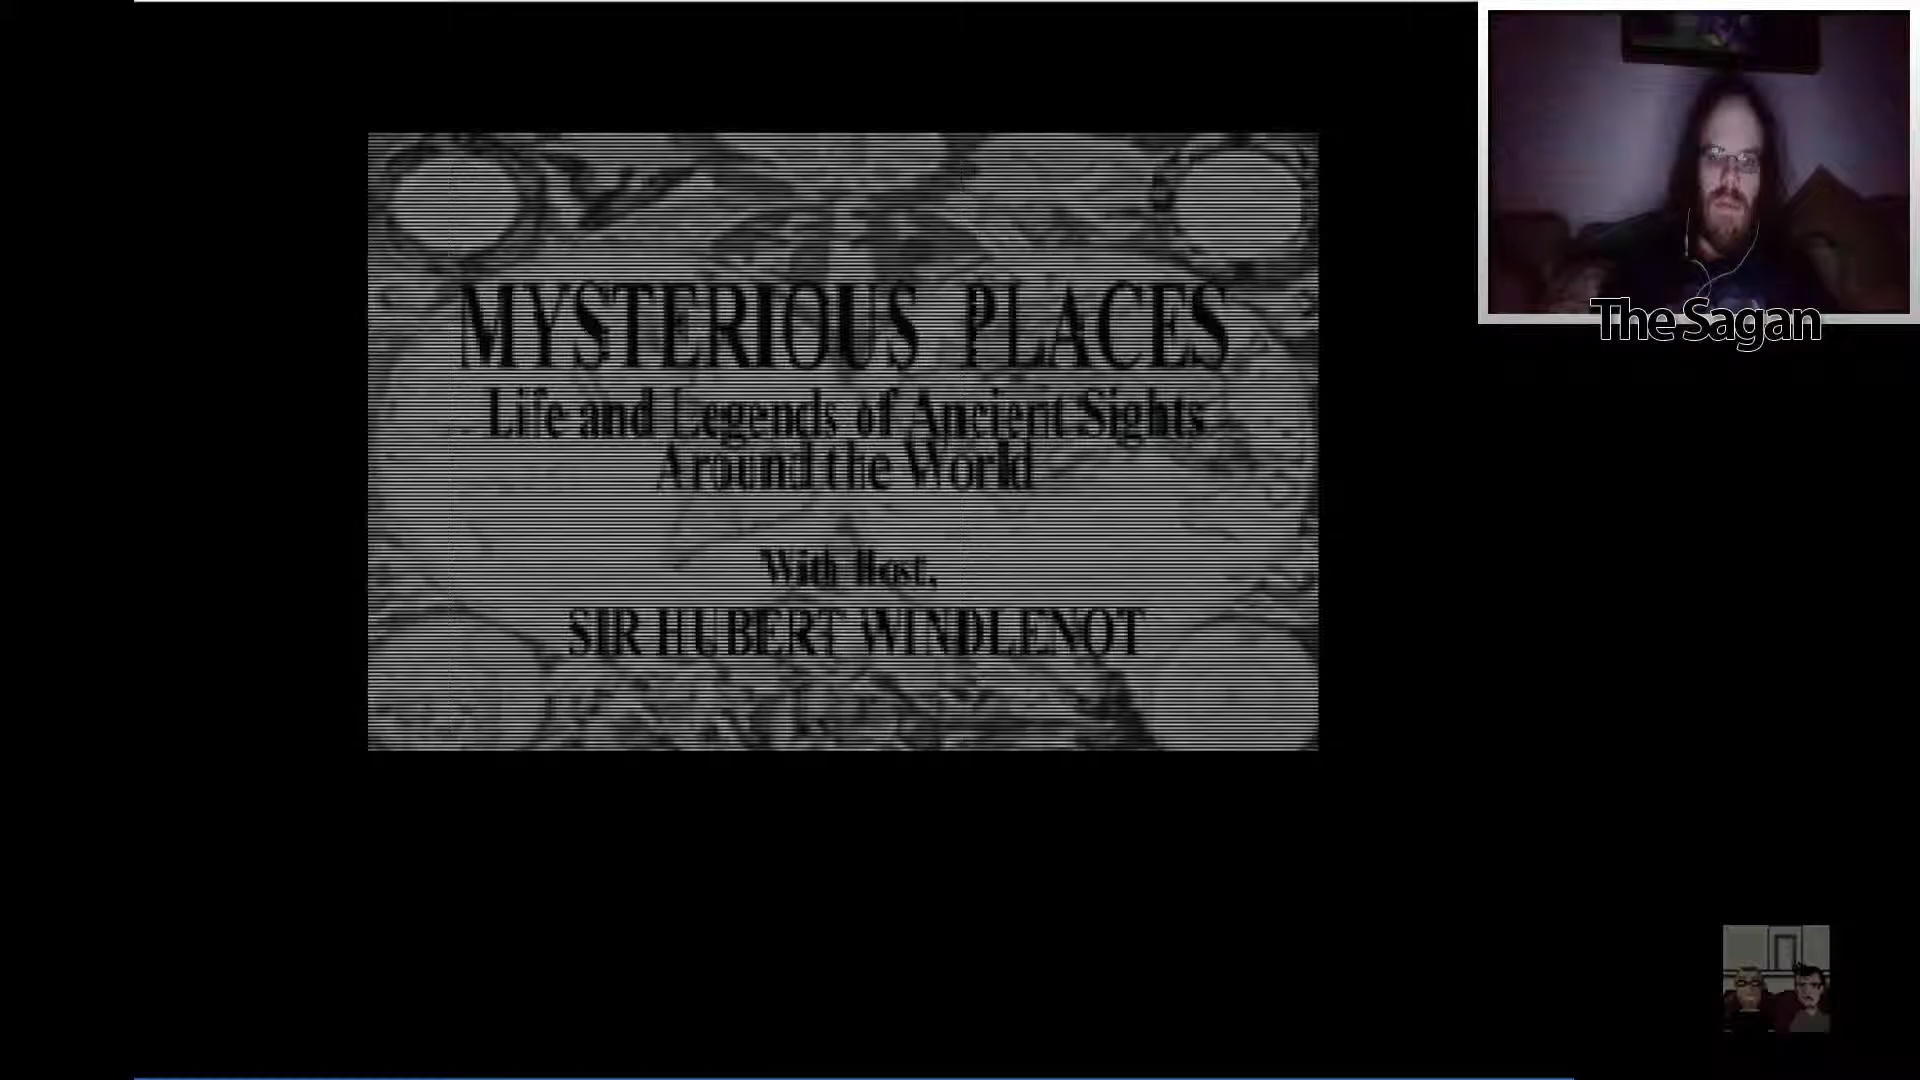 MYSTERIOUS PLACES
Life and Legends of Ancient Sights
Around the World
With Host,
SIR HUBERT WINDLENOT
The Sagan